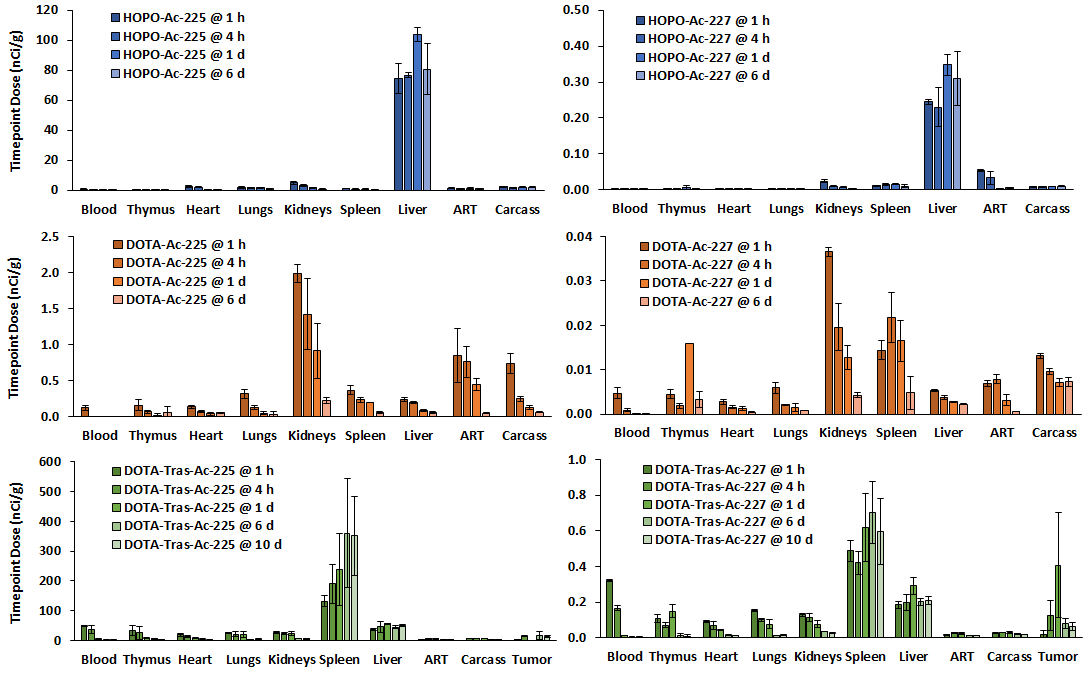 120
100
80
60
40
20
0
Timepoint Dose (nCi/g)
HOPO-Ac-225 @ 1 h
HOPO-Ac-225 @ 4 h
HOPO-Ac-225 @ 1 d
HOPO-Ac-225 @ 6 d
Blood Thymus Heart Lungs Kidneys Spleen Liver ART Carcass
0.50
0.40
0.30
0.20
0.10
0.00
HOPO-Ac-227 @ 1 h
HOPO-Ac-227 @ 4 h
HOPO-Ac-227 @ 1 d
HOPO-Ac-227 @ 6 d
Blood Thymus Heart Lungs Kidneys Spleen Liver ART Carcass
2.5
2.0
1.5
1.0
0.5
0.0
Timepoint Dose (nCi/g)
DOTA-Ac-225 @ 1 h
DOTA-Ac-225 @ 4 h
DOTA-Ac-225 @ 1 d
DOTA-Ac-225 @ 6 d
Blood Thymus Heart Lungs Kidneys Spleen Liver ART Carcass
0.04
0.03
0.02
0.01
0.00
DOTA-Ac-227 @ 1 h
DOTA-Ac-227 @ 4 h
DOTA-Ac-227 @ 1 d
DOTA-Ac-227 @ 6 d
Blood Thymus Heart Lungs Kidneys Spleen Liver ART Carcass
600
500
400
300
200
100
0
Timepoint Dose (nCi/g)
DOTA-Tras-Ac-225 @ 1 h
DOTA-Tras-Ac-225 @ 4 h
DOTA-Tras-Ac-225 @ 1 d
DOTA-Tras-Ac-225 @ 6 d
DOTA-Tras-Ac-225 @ 10 d
Blood Thymus Heart Lungs Kidneys Spleen Liver ART Carcass Tumor
1.0
0.8
0.6
0.4
0.2
0.0
DOTA-Tras-Ac-227 @ 1 h
DOTA-Tras-Ac-227 @ 4 h
DOTA-Tras-Ac-227 @ 1 d
DOTA-Tras-Ac-227 @ 6 d
DOTA-Tras-Ac-227 @ 10 d
Blood Thymus Heart Lungs Kidneys Spleen Liver ART Carcass Tumor